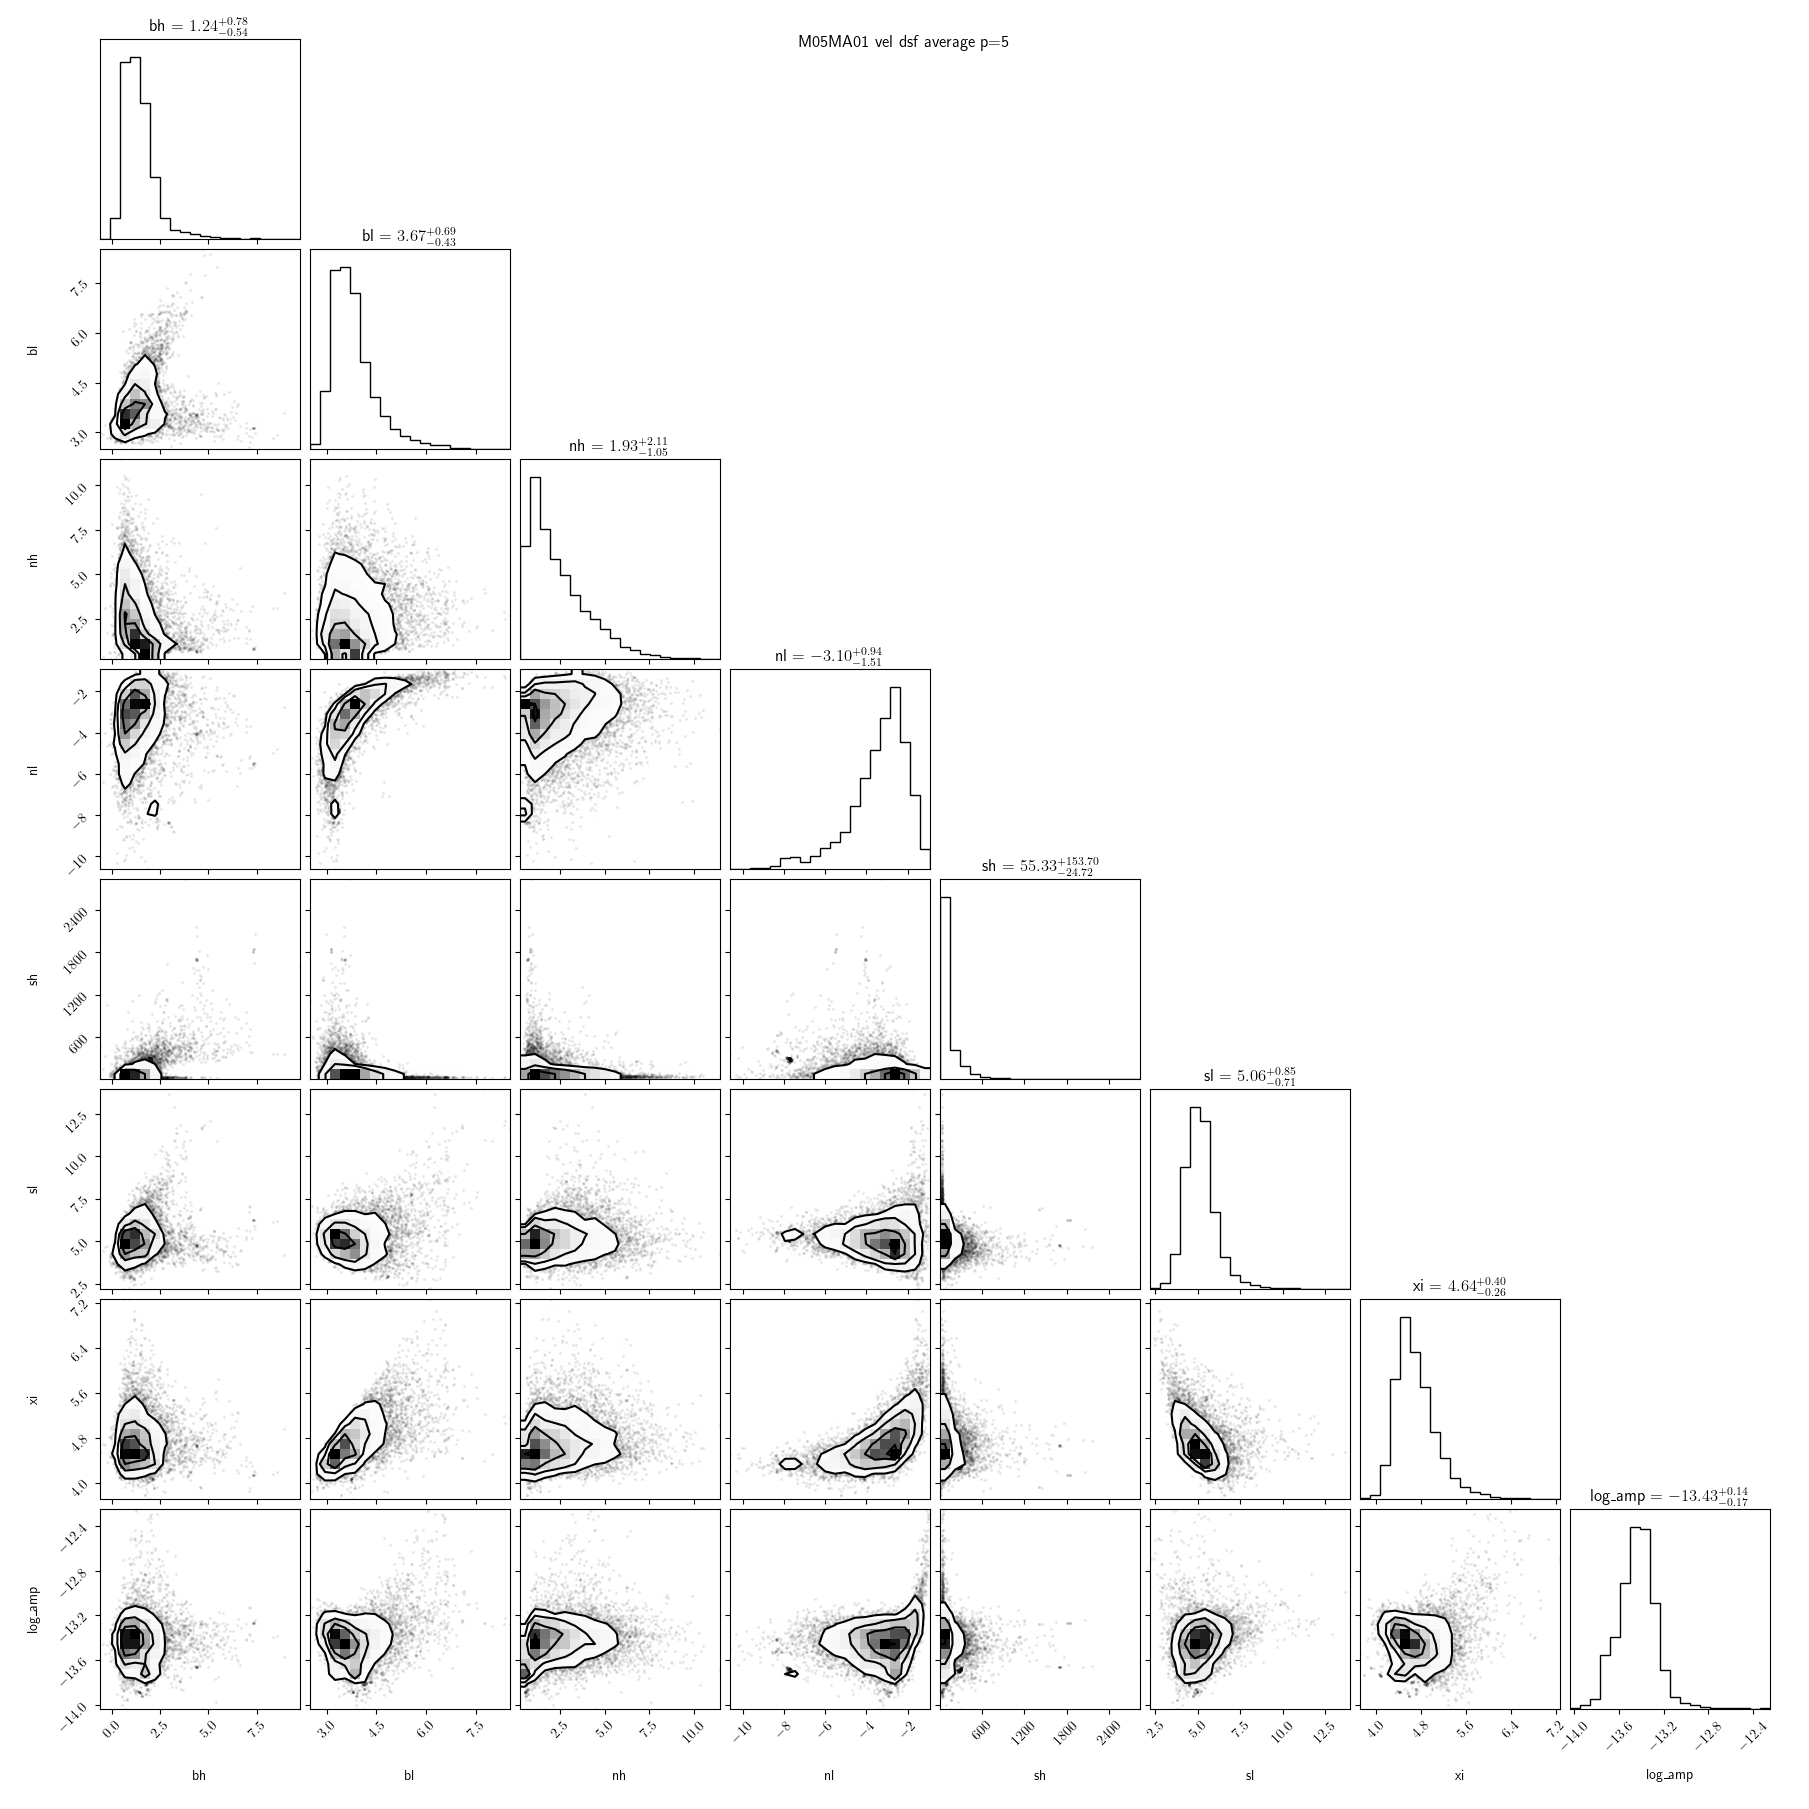 bh = 1.24^{+0.78}_{-0.54}
M05MA01 vel dsf average p=5
bl = 3.67^{+0.69}_{-0.43}
7.5
6.0
4.5
3.0
bl
nh = 1.93^{+2.11}_{-1.05}
10.0
7.5
5.0
2.5
nh
nl = −3.10^{+0.94}_{-1.51}
−2
−4
−6
−8
−10
nl
sh = 55.33^{+153.70}_{-24.72}
2400
1800
1200
600
sh
sl = 5.06^{+0.85}_{-0.71}
12.5
10.0
7.5
5.0
2.5
sl
xi = 4.64^{+0.40}_{-0.26}
7.2
6.4
5.6
4.8
4.0
xi
log_amp = −13.43^{+0.14}_{-0.17}
−12.4
−12.8
−13.2
−13.6
−14.0
log_amp
0.0 2.5 5.0 7.5 3.0 4.5 6.0 7.5 2.5 5.0 7.5 10.0 −10 −8 −6 −4 −2 600 1200 1800 2400 2.5 5.0 7.5 10.0 12.5 4.0 4.8 5.6 6.4 7.2 −14.0 −13.6 −13.2 −12.8 −12.4
bh bl nh nl sh sl xi log_amp